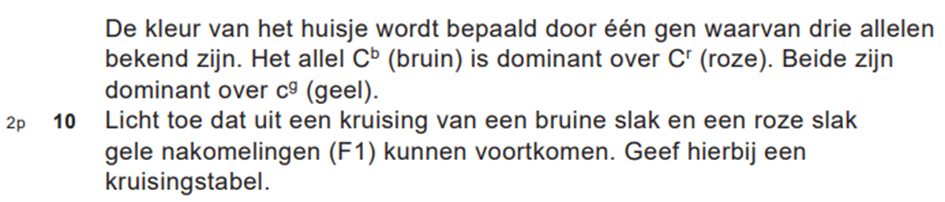 De kleur van het huisje wordt bepaald door één gen waarvan drie allelen
bekend zijn. Het allel Cᵇ (bruin) is dominant over Cʳ (roze). Beide zijn
dominant over cᵍ (geel).
2p 10 Licht toe dat uit een kruising van een bruine slak en een roze slak
gele nakomelingen (F1) kunnen voortkomen. Geef hierbij een
kruisingstabel.